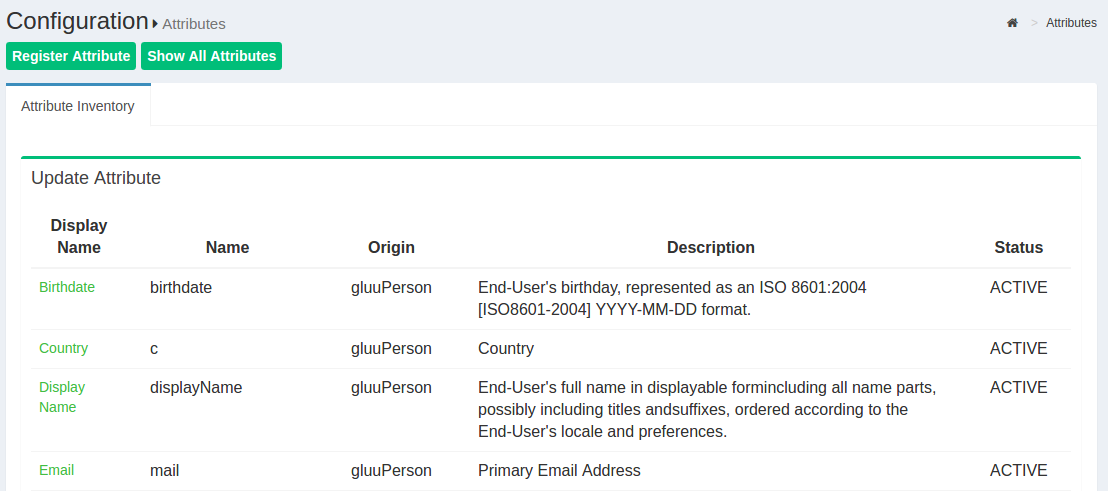 Configuration Attributes
> Attributes
Register Attribute Show All Attributes
Attribute Inventory
Update Attribute
Display
Name Name Origin Description Status
Birthdate birthdate gluuPerson End-User's birthday, represented as an ISO 8601:2004 ACTIVE
[ISO8601-2004] YYYY-MM-DD format.
Country c gluuPerson Country ACTIVE
Display displayName gluuPerson End-User's full name in displayable formincluding all name parts, ACTIVE
Name possibly including titles andsuffixes, ordered according to the
End-User's locale and preferences.
Email mail gluuPerson Primary Email Address ACTIVE